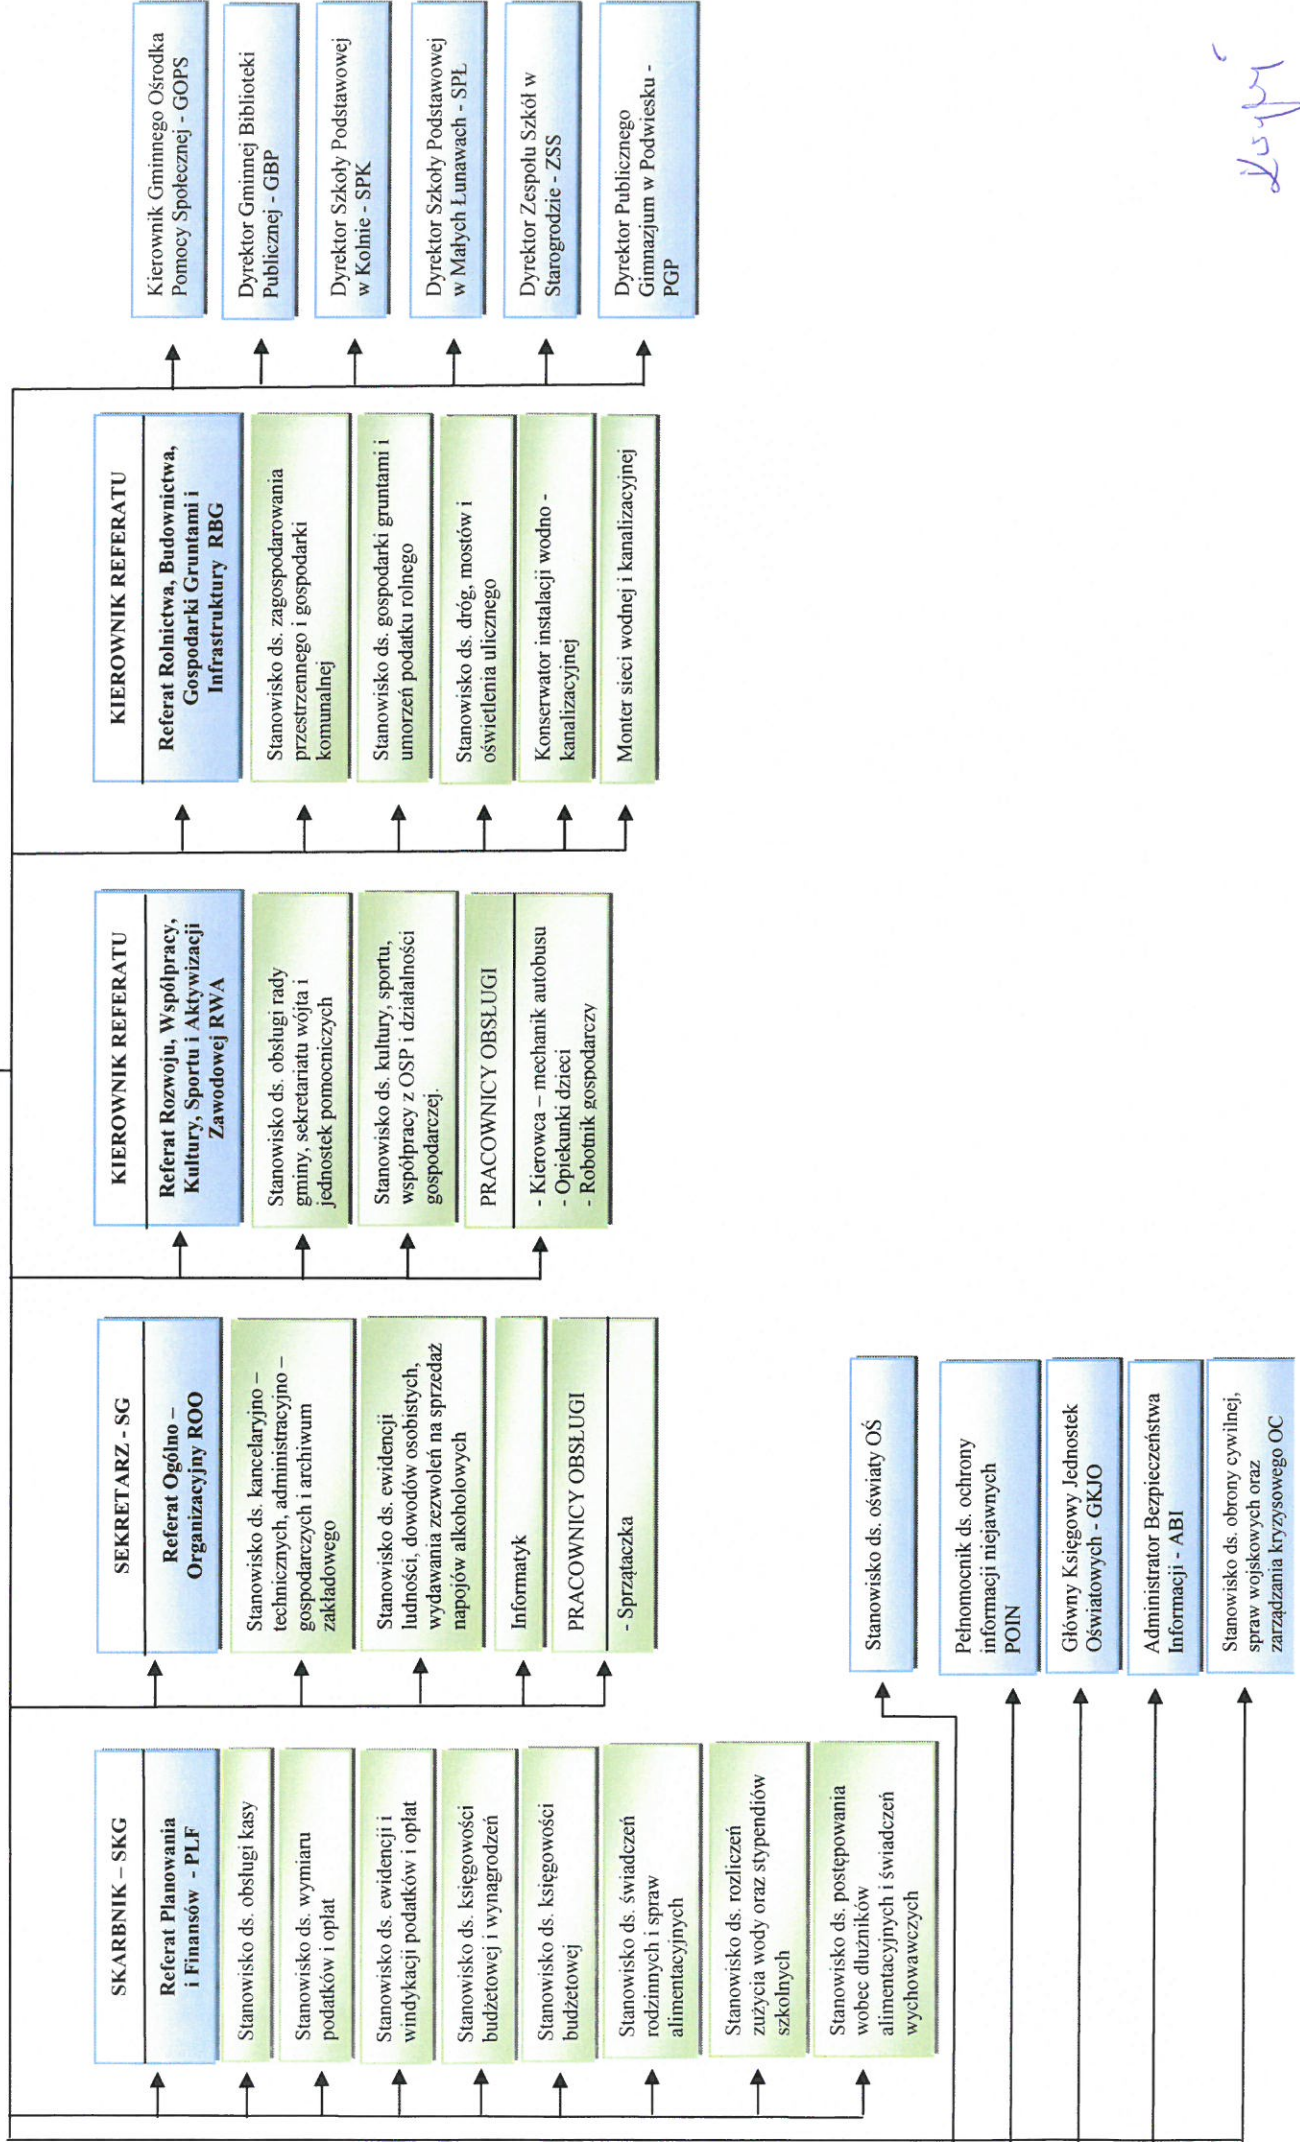 SKARBNIK – SKG
Referat Planowania
i Finansów - PLF
Stanowisko ds. obsługi kasy
Stanowisko ds. wymiaru
podatków i opłat
Stanowisko ds. ewidencji i
windykacji podatków i opłat
Stanowisko ds. księgowości
budżetowej i wynagrodzeń
Stanowisko ds. księgowości
budżetowej
Stanowisko ds. świadczeń
rodzinnych i spraw
alimentacyjnych
Stanowisko ds. rozliczeń
zużycia wody oraz stypendiów
szkolnych
Stanowisko ds. postępowania
wobec dłużników
alimentacyjnych i świadczeń
wychowawczych
SEKRETARZ - SG
Referat Ogólno –
Organizacyjny ROO
Stanowisko ds. kancelaryjno –
technicznych, administracyjno –
gospodarczych i archiwum
zakładowego
Stanowisko ds. ewidencji
ludności, dowodów osobistych,
wydawania zezwoleń na sprzedaż
napojów alkoholowych
Informatyk
PRACOWNICY OBSŁUGI
- Sprzątaczka
KIEROWNIK REFERATU
Referat Rozwoju, Współpracy,
Kultury, Sportu i Aktywizacji
Zawodowej RWA
Stanowisko ds. obsługi rady
gminy, sekretariatu wójta i
jednostek pomocniczych
Stanowisko ds. kultury, sportu,
współpracy z OSP i działalności
gospodarczej.
PRACOWNICY OBSŁUGI
- Kierowca – mechanik autobusu
- Opiekunki dzieci
- Robotnik gospodarczy
KIEROWNIK REFERATU
Referat Rolnictwa, Budownictwa,
Gospodarki Gruntami i
Infrastruktury RBG
Stanowisko ds. zagospodarowania
przestrzennego i gospodarki
komunalnej
Stanowisko ds. gospodarki gruntami i
umorzeń podatku rolnego
Stanowisko ds. dróg, mostów i
oświetlenia ulicznego
Konserwator instalacji wodno -
kanalizacyjnej
Monter sieci wodnej i kanalizacyjnej
Kierownik Gminnego Ośrodka
Pomocy Społecznej - GOPS
Dyrektor Gminnej Biblioteki
Publicznej - GBP
Dyrektor Szkoły Podstawowej
w Kolnie - SPK
Dyrektor Szkoły Podstawowej
w Małych Łunawach - SPŁ
Dyrektor Zespołu Szkół w
Starogrodzie - ZSS
Dyrektor Publicznego
Gimnazjum w Podwiesku -
PGP
Stanowisko ds. oświaty OŚ
Pełnomocnik ds. ochrony
informacji niejawnych
POIN
Główny Księgowy Jednostek
Oświatowych - GKJO
Administrator Bezpieczeństwa
Informacji - ABI
Stanowisko ds. obrony cywilnej,
spraw wojskowych oraz
zarządzania kryzysowego OC